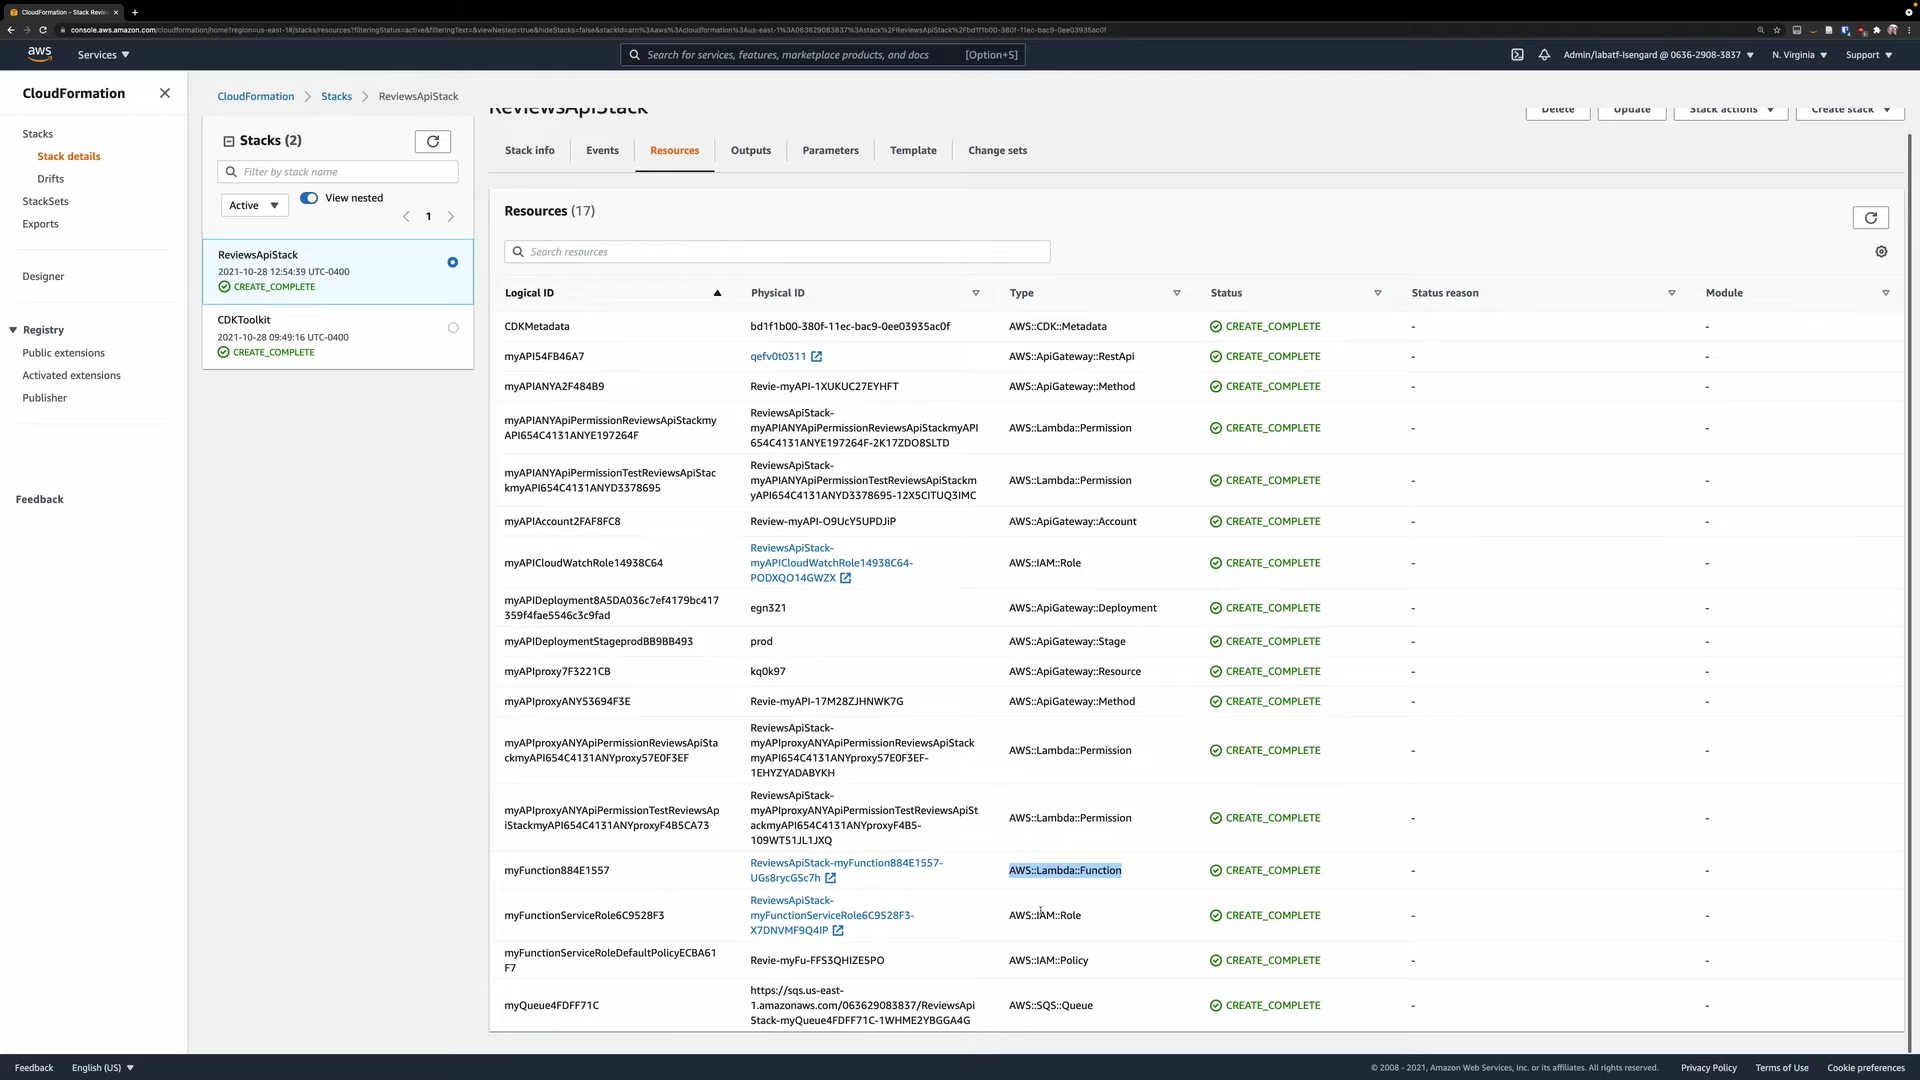 CloudFormation - Stack Revie
console.aws.amazon.com/cloudformation/home?region=us-east-1#/stacks/resources?filteringStatus=active&filteringText=&viewNested=true&hideStacks=false&stackId=arn%3Aaws%3Acloudformation%3Aus-east-1%3A063629083837%3Astack%2FReviewsApiStack%2Fbd1f1b00-380f-11ec-bac9-0ee03935ac0f
aws
Services
Search for services, features, marketplace products, and docs
[Option+S]
Admin/labatf-Isengard @ 0636-2908-3837
N. Virginia
Support
CloudFormation
Stacks
Stack details
Drifts
StackSets
Exports
Designer
Registry
Public extensions
Activated extensions
Publisher
Feedback
CloudFormation
Stacks
ReviewsApiStack
Stacks (2)
Filter by stack name
Active
View nested
1
ReviewsApiStack
2021-10-28 12:54:39 UTC-0400
CREATE_COMPLETE
CDKToolkit
2021-10-28 09:49:16 UTC-0400
CREATE_COMPLETE
ReviewsApiStack
Delete
Update
Stack actions
Create stack
Stack info
Events
Resources
Outputs
Parameters
Template
Change sets
Resources (17)
Search resources
Logical ID
Physical ID
Type
Status
Status reason
Module
CDKMetadata
bd1f1b00-380f-11ec-bac9-0ee03935ac0f
AWS::CDK::Metadata
CREATE_COMPLETE
-
-
myAPI54FB46A7
qefv0t0311
AWS::ApiGateway::RestApi
CREATE_COMPLETE
-
-
myAPIANYA2F484B9
Revie-myAPI-1XUKUC27EYHFT
AWS::ApiGateway::Method
CREATE_COMPLETE
-
-
myAPIANYApiPermissionReviewsApiStackmy
API654C4131ANYE197264F
ReviewsApiStack-
myAPIANYApiPermissionReviewsApiStackmyAPI
654C4131ANYE197264F-2K17ZDO8SLTD
AWS::Lambda::Permission
CREATE_COMPLETE
-
-
myAPIANYApiPermissionTestReviewsApiStac
kmyAPI654C4131ANYD3378695
ReviewsApiStack-
myAPIANYApiPermissionTestReviewsApiStackm
yAPI654C4131ANYD3378695-12X5CITUQ3IMC
AWS::Lambda::Permission
CREATE_COMPLETE
-
-
myAPIAccount2FAF8FC8
Review-myAPI-O9UcY5UPDJiP
AWS::ApiGateway::Account
CREATE_COMPLETE
-
-
myAPICloudWatchRole14938C64
ReviewsApiStack-
myAPICloudWatchRole14938C64-
PODXQO14GWZX
AWS::IAM::Role
CREATE_COMPLETE
-
-
myAPIDeployment8A5DA036c7ef4179bc417
359f4fae5546c3c9fad
egn321
AWS::ApiGateway::Deployment
CREATE_COMPLETE
-
-
myAPIDeploymentStageprodBB9BB493
prod
AWS::ApiGateway::Stage
CREATE_COMPLETE
-
-
myAPIproxy7F3221CB
kq0k97
AWS::ApiGateway::Resource
CREATE_COMPLETE
-
-
myAPIproxyANY53694F3E
Revie-myAPI-17M28ZJHNWK7G
AWS::ApiGateway::Method
CREATE_COMPLETE
-
-
myAPIproxyANYApiPermissionReviewsApiSta
ckmyAPI654C4131ANYproxy57E0F3EF
ReviewsApiStack-
myAPIproxyANYApiPermissionReviewsApiStack
myAPI654C4131ANYproxy57E0F3EF-
1EHYZYADABYKH
AWS::Lambda::Permission
CREATE_COMPLETE
-
-
myAPIproxyANYApiPermissionTestReviewsAp
iStackmyAPI654C4131ANYproxyF4B5CA73
ReviewsApiStack-
myAPIproxyANYApiPermissionTestReviewsApiSt
ackmyAPI654C4131ANYproxyF4B5-
109WT51JL1JXQ
AWS::Lambda::Permission
CREATE_COMPLETE
-
-
myFunction884E1557
ReviewsApiStack-myFunction884E1557-
UGs8rycGSc7h
AWS::Lambda::Function
CREATE_COMPLETE
-
-
myFunctionServiceRole6C9528F3
ReviewsApiStack-
myFunctionServiceRole6C9528F3-
X7DNVMF9Q4IP
AWS::IAM::Role
CREATE_COMPLETE
-
-
myFunctionServiceRoleDefaultPolicyECBA61
F7
Revie-myFu-FFS3QHIZE5PO
AWS::IAM::Policy
CREATE_COMPLETE
-
-
myQueue4FDFF71C
https://sqs.us-east-
1.amazonaws.com/063629083837/ReviewsApi
Stack-myQueue4FDFF71C-1WHME2YBGGA4G
AWS::SQS::Queue
CREATE_COMPLETE
-
-
Feedback
English (US)
© 2008 - 2021, Amazon Web Services, Inc. or its affiliates. All rights reserved.
Privacy Policy
Terms of Use
Cookie preferences